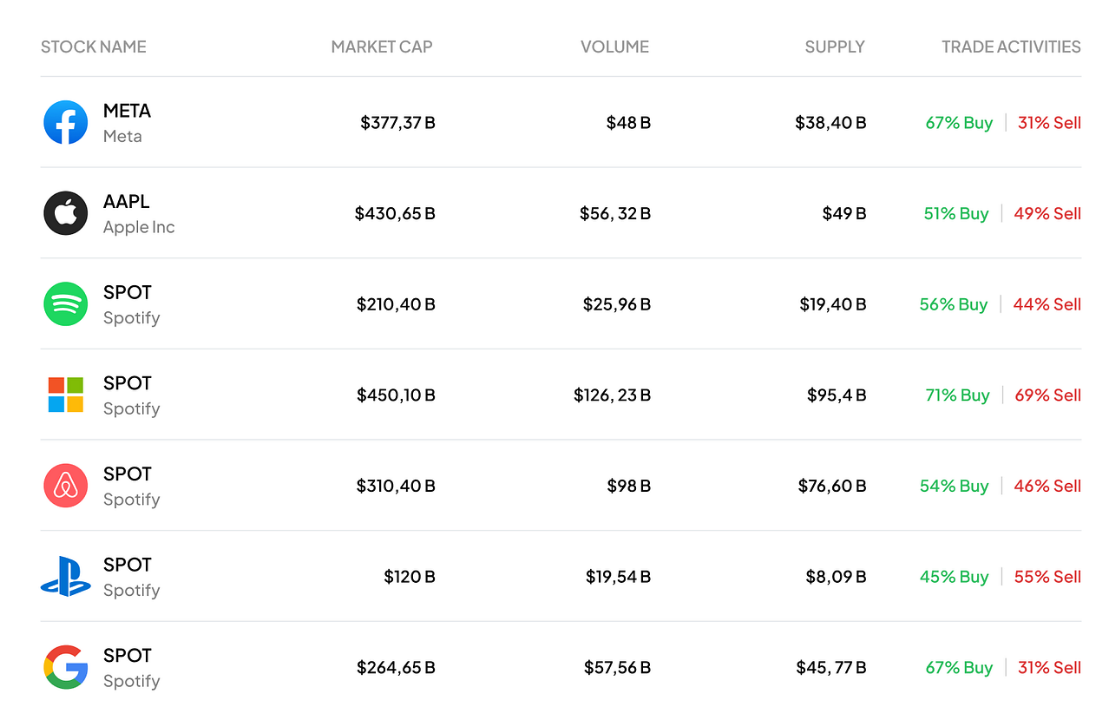 STOCK NAME MARKET CAP VOLUME SUPPLY TRADE ACTIVITIES
META
Meta
$377,37 B $48 B $38,40 B 67% Buy 31% Sell
AAPL
Apple Inc
$430,65 B $56, 32 B $49 B 51% Buy 49% Sell
SPOT
Spotify
$210,40 B $25,96 B $19,40 B 56% Buy 44% Sell
SPOT
Spotify
$450,10 B $126, 23 B $95,4 B 71% Buy 69% Sell
SPOT
Spotify
$310,40 B $98 B $76,60 B 54% Buy 46% Sell
SPOT
Spotify
$120 B $19,54 B $8,09 B 45% Buy 55% Sell
SPOT
Spotify
$264,65 B $57,56 B $45, 77 B 67% Buy 31% Sell